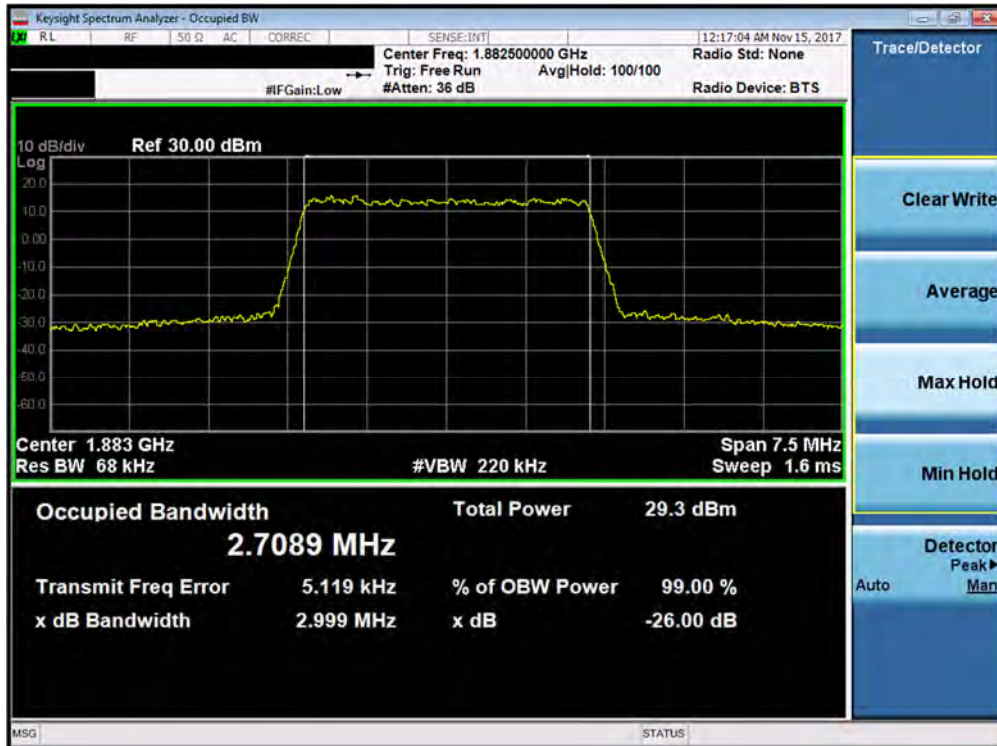 Keysight Spectrum Analyzer - Occupied BW
LXI RL RF 50 Ω AC CORREC SENSE:INT 12:17:04 AM Nov 15, 2017
Center Freq: 1.882500000 GHz Radio Std: None
Trig: Free Run Avg|Hold: 100/100
#IFGain:Low #Atten: 36 dB Radio Device: BTS
Trace/Detector
10 dB/div Ref 30.00 dBm
Log
20.0
10.0
0.00
-10.0
-20.0
-30.0
-40.0
-50.0
-60.0
Center 1.883 GHz Span 7.5 MHz
Res BW 68 kHz #VBW 220 kHz Sweep 1.6 ms
Occupied Bandwidth Total Power 29.3 dBm
2.7089 MHz
Transmit Freq Error 5.119 kHz % of OBW Power 99.00 %
x dB Bandwidth 2.999 MHz x dB -26.00 dB
Clear Write
Average
Max Hold
Min Hold
Detector
Peak▶
Auto Man
MSG STATUS